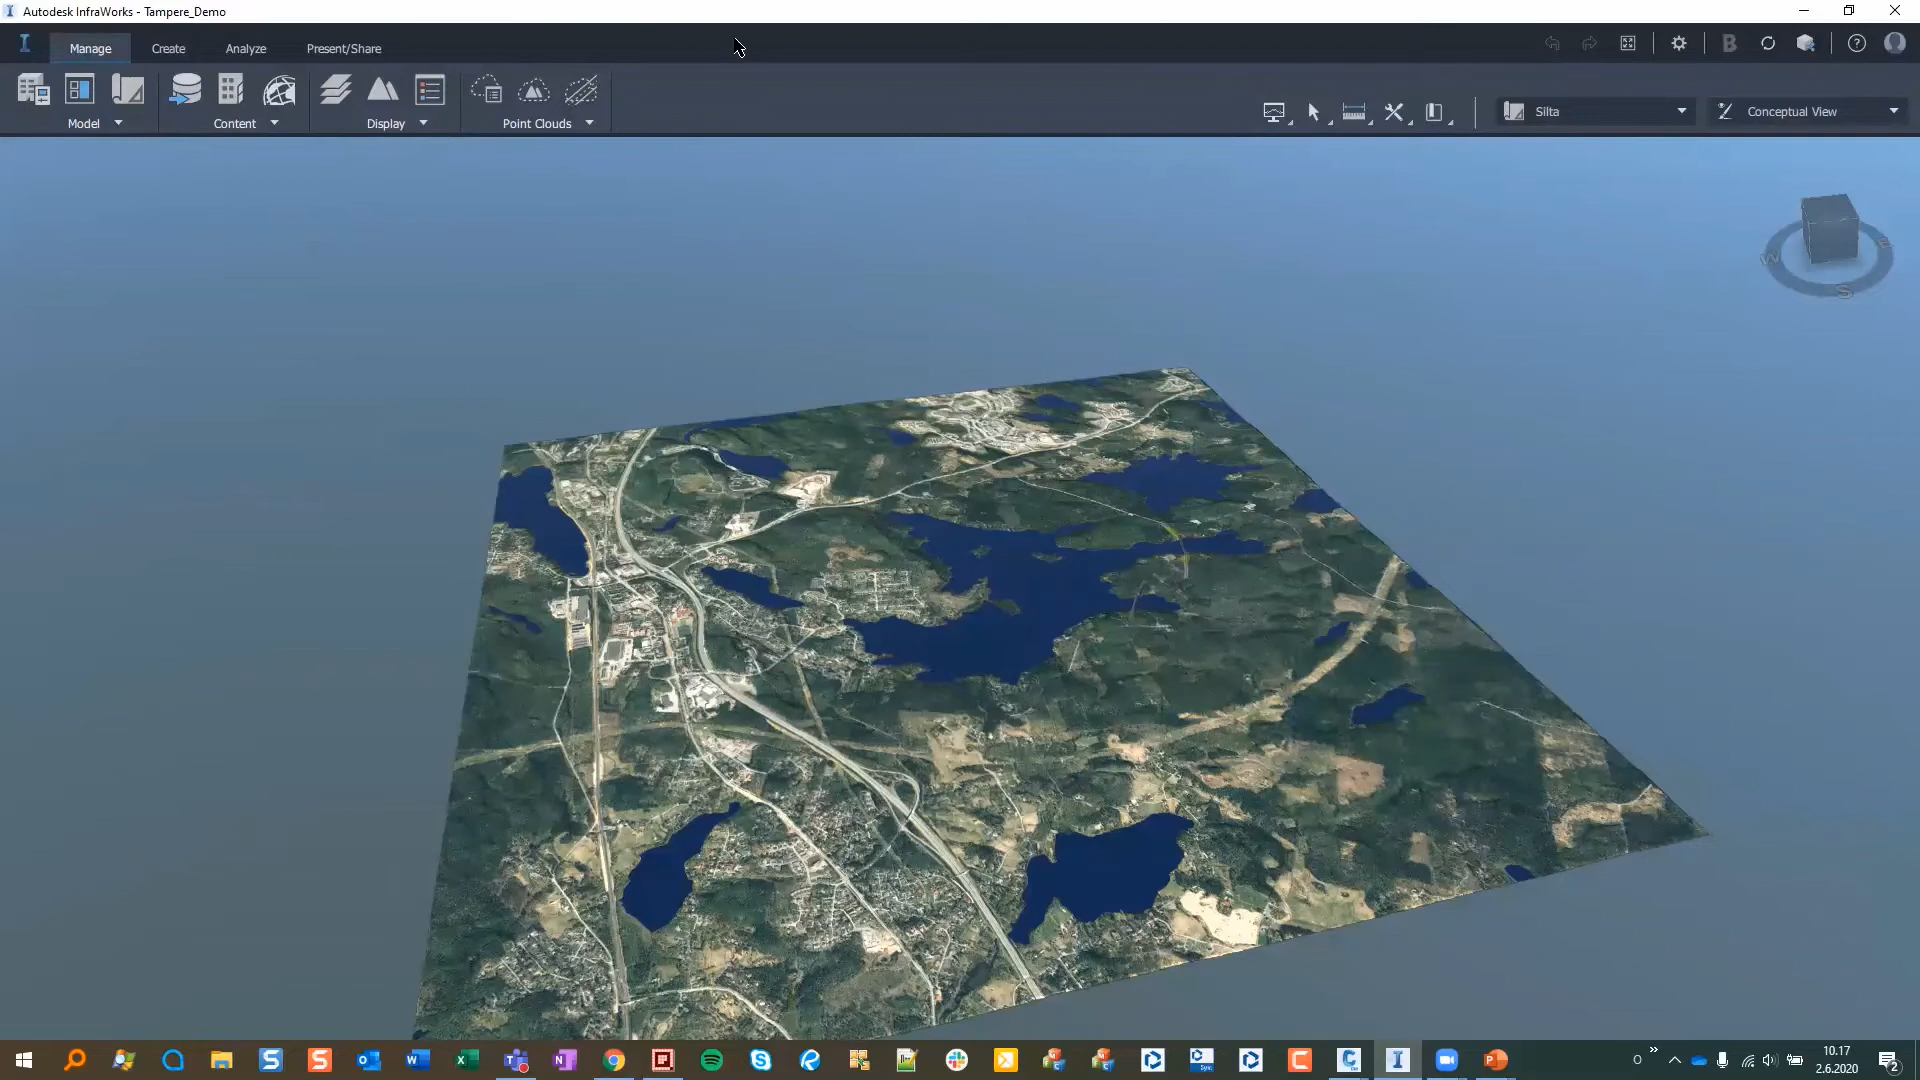 Autodesk InfraWorks - Tampere_Demo
Manage
Create
Analyze
Present/Share
Model
Content
Display
Point Clouds
Silta
Conceptual View
W
S
10.17
2.6.2020
2